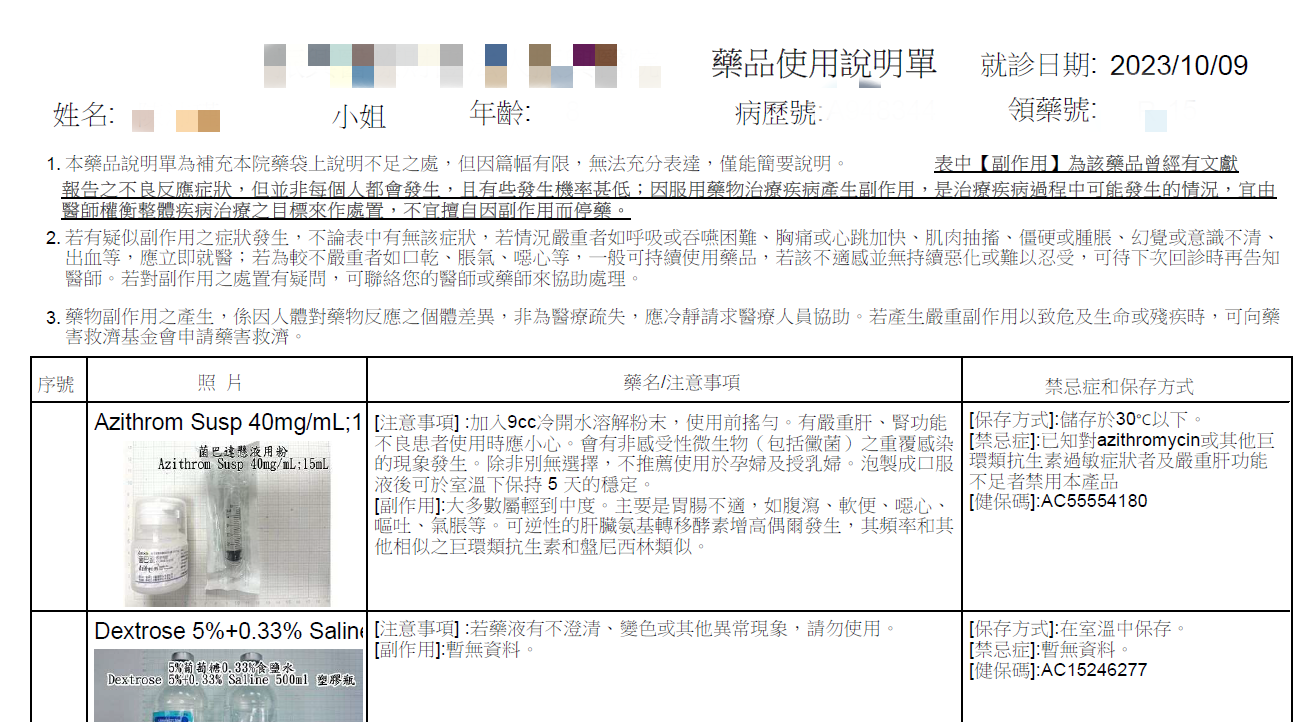 藥品使用說明單
就診日期: 2023/10/09
姓名:
小姐
年齡:
病歷號:
領藥號:
1. 本藥品說明單為補充本院藥袋上說明不足之處，但因篇幅有限，無法充分表達，僅能簡要說明。 表中【副作用】為該藥品曾經有文獻
報告之不良反應症狀，但並非每個人都會發生，且有些發生機率甚低；因服用藥物治療疾病產生副作用，是治療疾病過程中可能發生的情況，宜由
醫師權衡整體疾病治療之目標來作處置，不宜擅自因副作用而停藥。
2. 若有疑似副作用之症狀發生，不論表中有無該症狀，若情況嚴重者如呼吸或吞嚥困難、胸痛或心跳加快、肌肉抽搐、僵硬或腫脹、幻覺或意識不清、
出血等，應立即就醫；若為較不嚴重者如口乾、脹氣、噁心等，一般可持續使用藥品，若該不適感並無持續惡化或難以忍受，可待下次回診時再告知
醫師。若對副作用之處置有疑問，可聯絡您的醫師或藥師來協助處理。
3. 藥物副作用之產生，係因人體對藥物反應之個體差異，非為醫療疏失，應冷靜請求醫療人員協助。若產生嚴重副作用以致危及生命或殘疾時，可向藥
害救濟基金會申請藥害救濟。
序號
照 片
藥名/注意事項
禁忌症和保存方式
Azithrom Susp 40mg/mL;1
菌巴達懸液用粉
Azithrom Susp 40mg/mL:15mL
[注意事項] :加入9cc冷開水溶解粉末，使用前搖勻。有嚴重肝、腎功能
不良患者使用時應小心。會有非感受性微生物（包括黴菌）之重覆感染
的現象發生。除非別無選擇，不推薦使用於孕婦及授乳婦。泡製成口服
液後可於室溫下保持 5 天的穩定。
[副作用]:大多數屬輕到中度。主要是胃腸不適，如腹瀉、軟便、噁心、
嘔吐、氣脹等。可逆性的肝臟氨基轉移酵素增高偶爾發生，其頻率和其
他相似之巨環類抗生素和盤尼西林類似。
[保存方式]:儲存於30℃以下。
[禁忌症]:已知對azithromycin或其他巨
環類抗生素過敏症狀者及嚴重肝功能
不足者禁用本產品
[健保碼]:AC55554180
Dextrose 5%+0.33% Saline
5%葡萄糖0.33%食鹽水
Dextrose 5%+0.33% Saline 500ml 塑膠瓶
[注意事項] :若藥液有不澄清、變色或其他異常現象，請勿使用。
[副作用]:暫無資料。
[保存方式]:在室溫中保存。
[禁忌症]:暫無資料。
[健保碼]:AC15246277